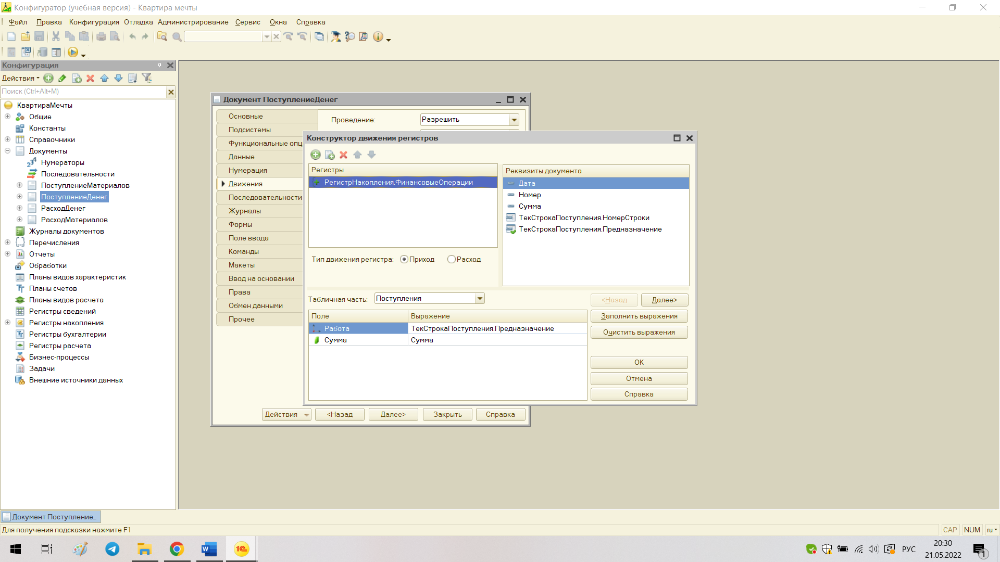 Конфигуратор (учебная версия) - Квартира мечты
Файл Правка Конфигурация Отладка Администрирование Сервис Окна Справка
Конфигурация
Действия
Поиск (Ctrl+Alt+M)
КвартираМечты
Общие
Константы
Справочники
Документы
Нумераторы
Последовательности
ПоступлениеМатериалов
ПоступлениеДенег
РасходДенег
РасходМатериалов
Журналы документов
Перечисления
Отчеты
Обработки
Планы видов характеристик
Планы счетов
Планы видов расчета
Регистры сведений
Регистры накопления
Регистры бухгалтерии
Регистры расчета
Бизнес-процессы
Задачи
Внешние источники данных
Документ ПоступлениеДенег
Основные
Подсистемы
Функциональные опц
Данные
Нумерация
Движения
Последовательности
Журналы
Формы
Поле ввода
Команды
Макеты
Ввод на основании
Права
Обмен данными
Прочее
Проведение: Разрешить
Действия <Назад Далее> Закрыть Справка
Конструктор движения регистров
Регистры
РегистрНакопления.ФинансовыеОперации
Реквизиты документа
Дата
Номер
Сумма
ТекСтрокаПоступления.НомерСтроки
ТекСтрокаПоступления.Предназначение
Тип движения регистра: Приход Расход
Табличная часть: Поступления
<Назад Далее>
Поле Выражение
Работа ТекСтрокаПоступления.Предназначение
Сумма Сумма
Заполнить выражения
Очистить выражения
ОК
Отмена
Справка
Документ Поступление...
Для получения подсказки нажмите F1
CAP NUM ru
W 1С
РУС
20:30
21.05.2022
1